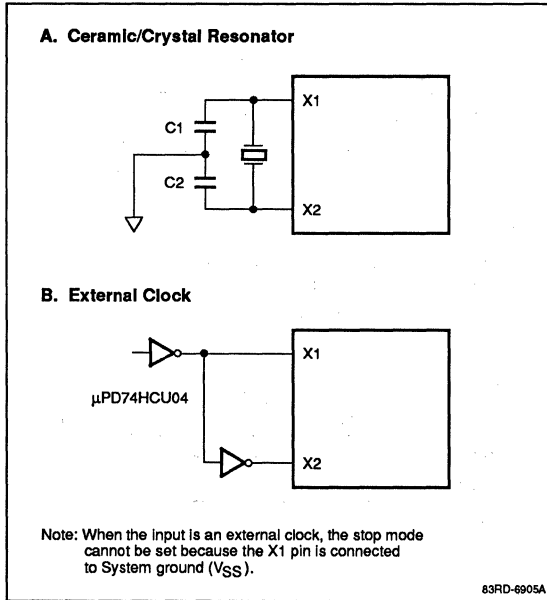 A. Ceramic/Crystal Resonator
X1
C1
C2
X2
B. External Clock
X1
µPD74HCU04
X2
Note: When the input is an external clock, the stop mode
cannot be set because the X1 pin is connected
to System ground (VSS).
83RD-6905A